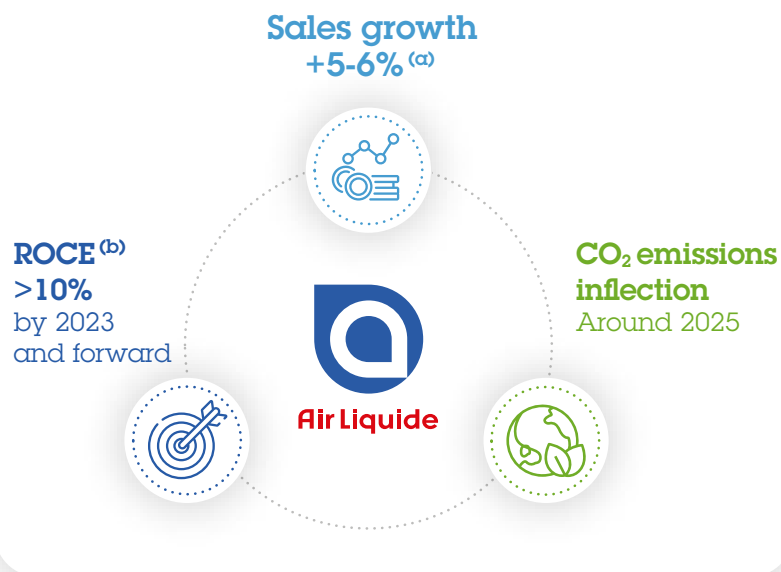 Sales growth
+5-6% (a)
ROCE (b)
>10%
by 2023
and forward
CO₂ emissions
inflection
Around 2025
Air Liquide